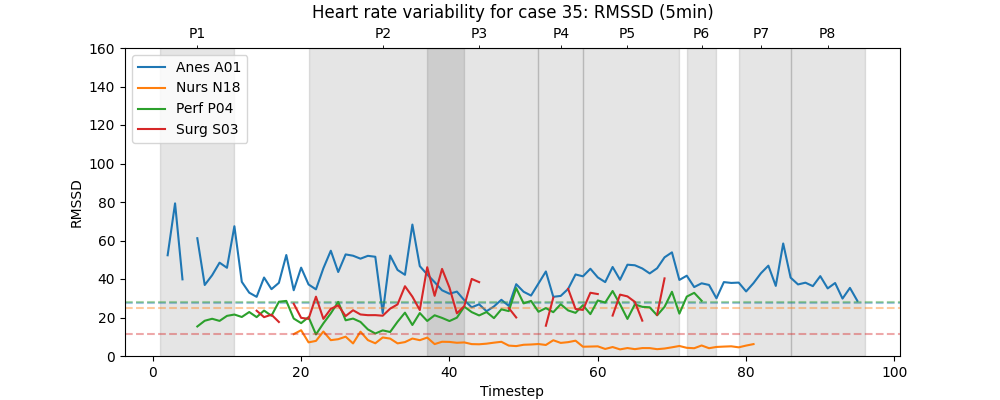 Heart rate variability for case 35: RMSSD (5min)
P1 P2 P3 P4 P5 P6 P7 P8
160
140
120
100
80
60
40
20
0
RMSSD
Anes A01
Nurs N18
Perf P04
Surg S03
0 20 40 60 80 100
Timestep